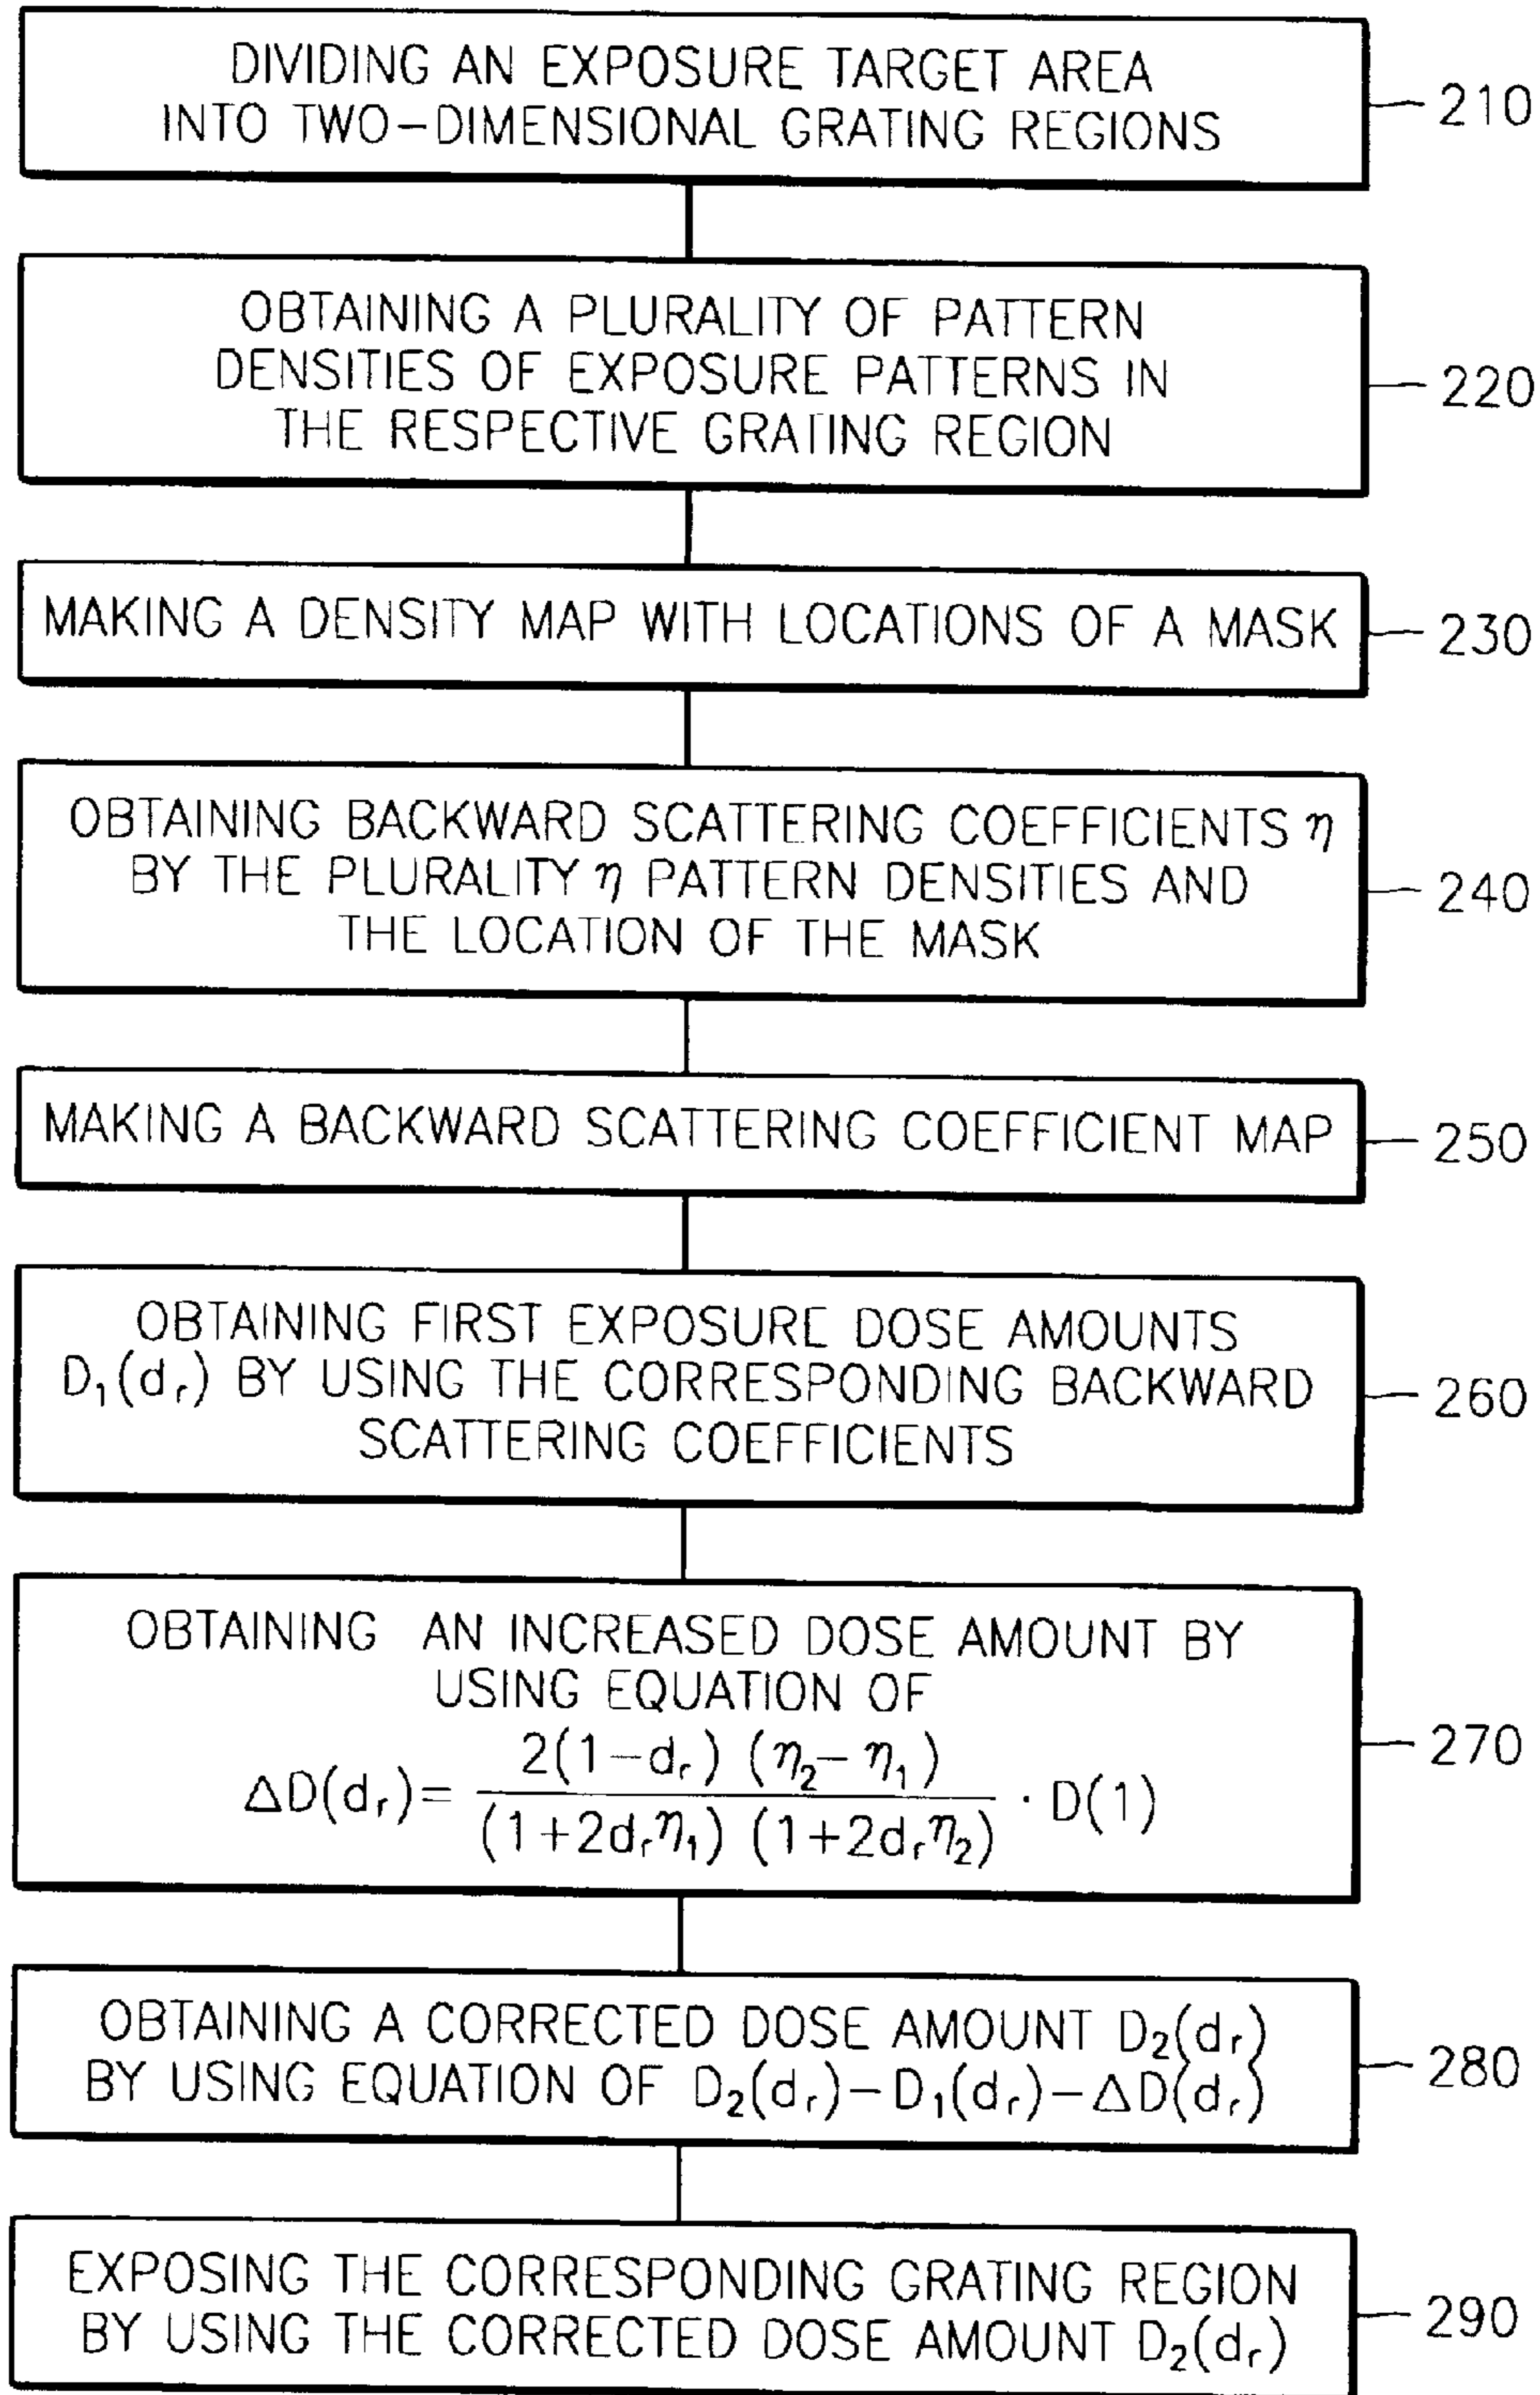 DIVIDING AN EXPOSURE TARGET AREA
INTO TWO-DIMENSIONAL GRATING REGIONS
210
OBTAINING A PLURALITY OF PATTERN
DENSITIES OF EXPOSURE PATTERNS IN
THE RESPECTIVE GRATING REGION
220
MAKING A DENSITY MAP WITH LOCATIONS OF A MASK
230
OBTAINING BACKWARD SCATTERING COEFFICIENTS η
BY THE PLURALITY η PATTERN DENSITIES AND
THE LOCATION OF THE MASK
240
MAKING A BACKWARD SCATTERING COEFFICIENT MAP
250
OBTAINING FIRST EXPOSURE DOSE AMOUNTS
D₁(dᵣ) BY USING THE CORRESPONDING BACKWARD
SCATTERING COEFFICIENTS
260
OBTAINING AN INCREASED DOSE AMOUNT BY
USING EQUATION OF
ΔD(dᵣ)= 2(1-dᵣ) (η₂-η₁) / (1+2dᵣη₁) (1+2dᵣη₂) · D(1)
270
OBTAINING A CORRECTED DOSE AMOUNT D₂(dᵣ)
BY USING EQUATION OF D₂(dᵣ)-D₁(dᵣ)-ΔD(dᵣ)
280
EXPOSING THE CORRESPONDING GRATING REGION
BY USING THE CORRECTED DOSE AMOUNT D₂(dᵣ)
290